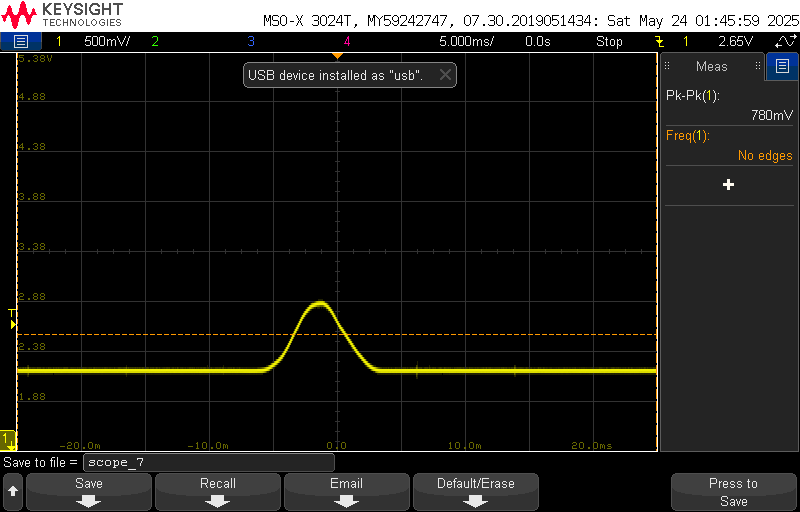 KEYSIGHT
TECHNOLOGIES
MSO-X 3024T, MY59242747, 07.30.2019051434: Sat May 24 01:45:59 2025
1 500mV/ 2 3 4 5.000ms/ 0.0s Stop 1 2.65V
5.38V
USB device installed as "usb".
Meas
4.88
Pk-Pk(1):
780mV
4.38
Freq(1):
No edges
3.88
3.38
2.88
T
2.38
1.88
1
-20.0m -10.0m 0.0 10.0m 20.0ms
Save to file = scope_7
Save Recall Email Default/Erase Press to
Save